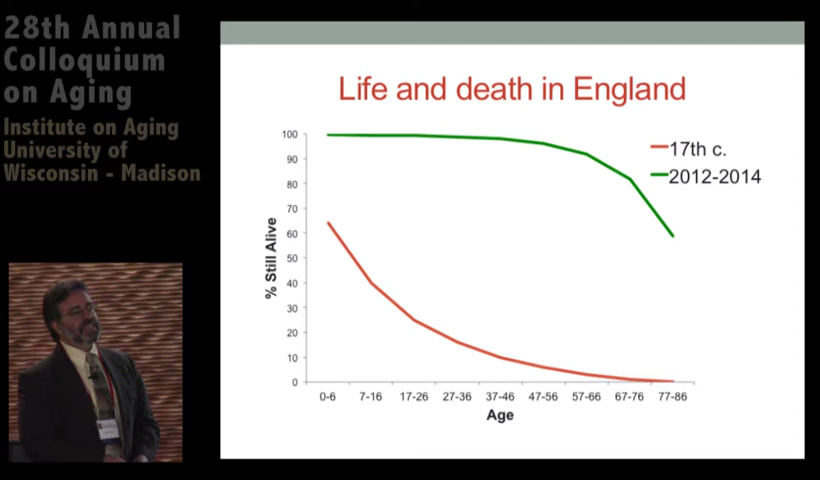 28th Annual
Colloquium
on Aging
Institute on Aging
University of
Wisconsin - Madison
Life and death in England
% Still Alive
100
90
80
70
60
50
40
30
20
10
0
17th c.
2012-2014
0-6 7-16 17-26 27-36 37-46 47-56 57-66 67-76 77-86
Age